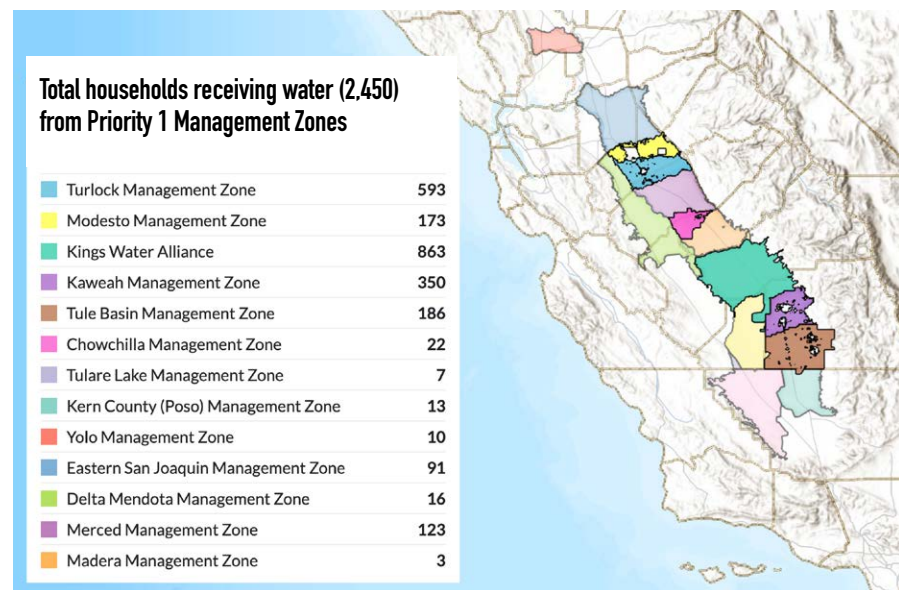 Total households receiving water (2,450)
from Priority 1 Management Zones
Turlock Management Zone 593
Modesto Management Zone 173
Kings Water Alliance 863
Kaweah Management Zone 350
Tule Basin Management Zone 186
Chowchilla Management Zone 22
Tulare Lake Management Zone 7
Kern County (Poso) Management Zone 13
Yolo Management Zone 10
Eastern San Joaquin Management Zone 91
Delta Mendota Management Zone 16
Merced Management Zone 123
Madera Management Zone 3